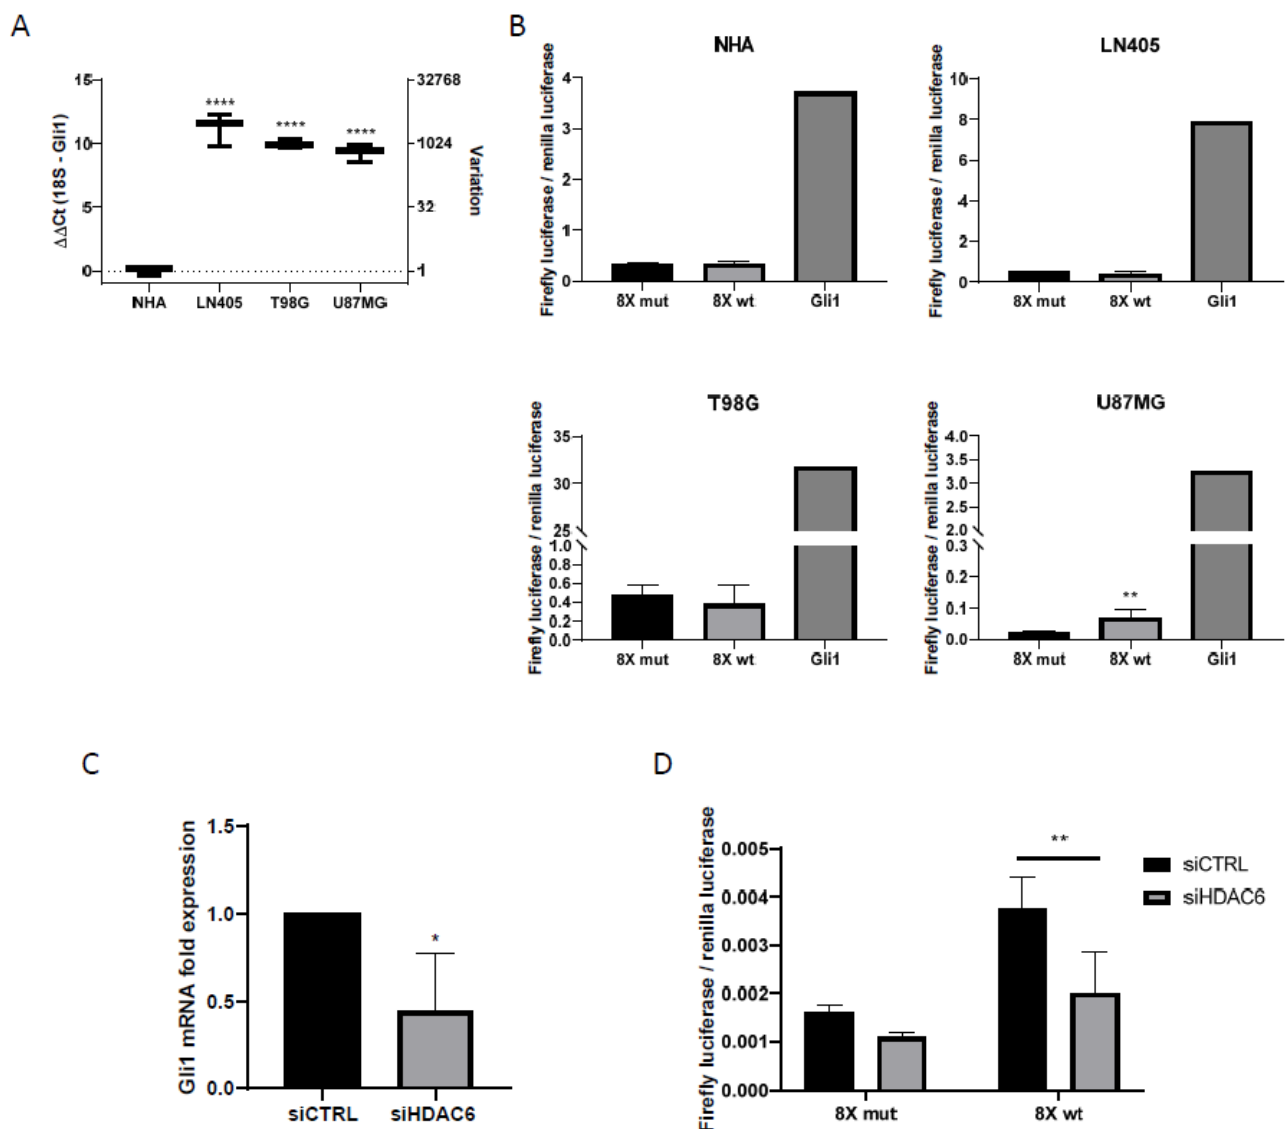 A
ΔΔCt (18S - Gli1)
15
10
5
0
****
****
****
32768
1024
32
1
Variation
NHA
LN405
T98G
U87MG
B
NHA
Firefly luciferase / renilla luciferase
4
3
2
1
0
8X mut
8X wt
Gli1
LN405
Firefly luciferase / renilla luciferase
10
8
6
4
2
0
8X mut
8X wt
Gli1
T98G
Firefly luciferase / renilla luciferase
35
30
25
1.0
0.8
0.6
0.4
0.2
0.0
8X mut
8X wt
Gli1
U87MG
Firefly luciferase / renilla luciferase
4.0
3.5
3.0
2.5
2.0
0.3
0.2
0.1
0.0
**
8X mut
8X wt
Gli1
C
Gli1 mRNA fold expression
1.5
1.0
0.5
0.0
*
siCTRL
siHDAC6
D
Firefly luciferase / renilla luciferase
0.005
0.004
0.003
0.002
0.001
0.000
**
siCTRL
siHDAC6
8X mut
8X wt